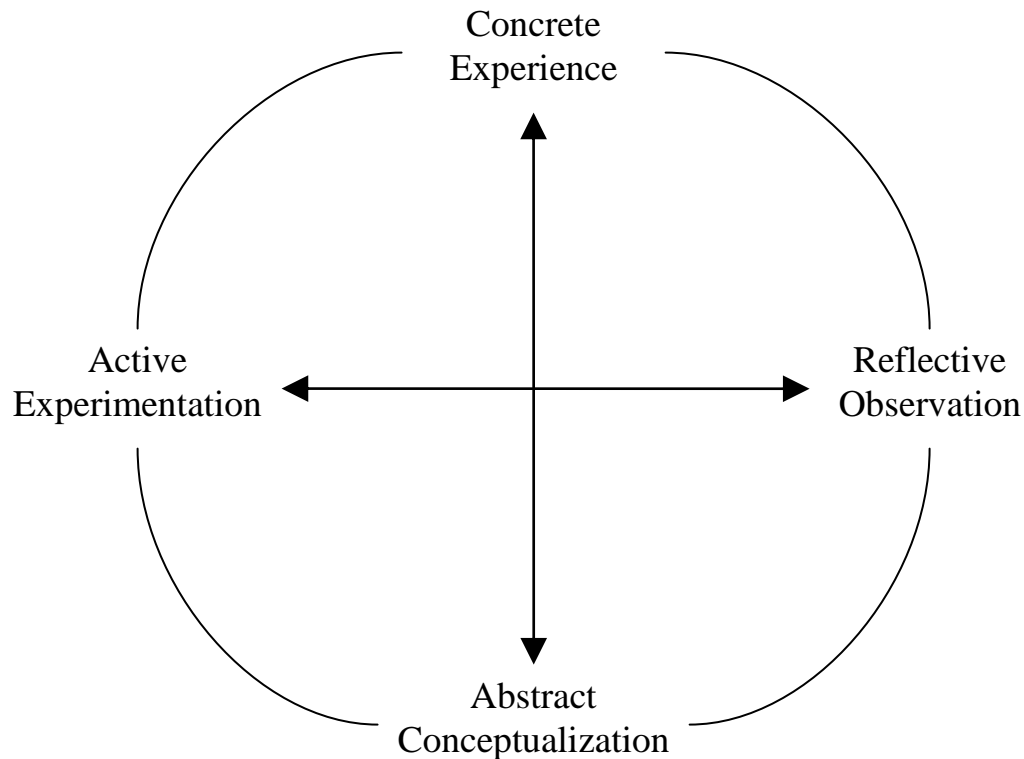 Concrete
Experience
Active
Experimentation
Reflective
Observation
Abstract
Conceptualization